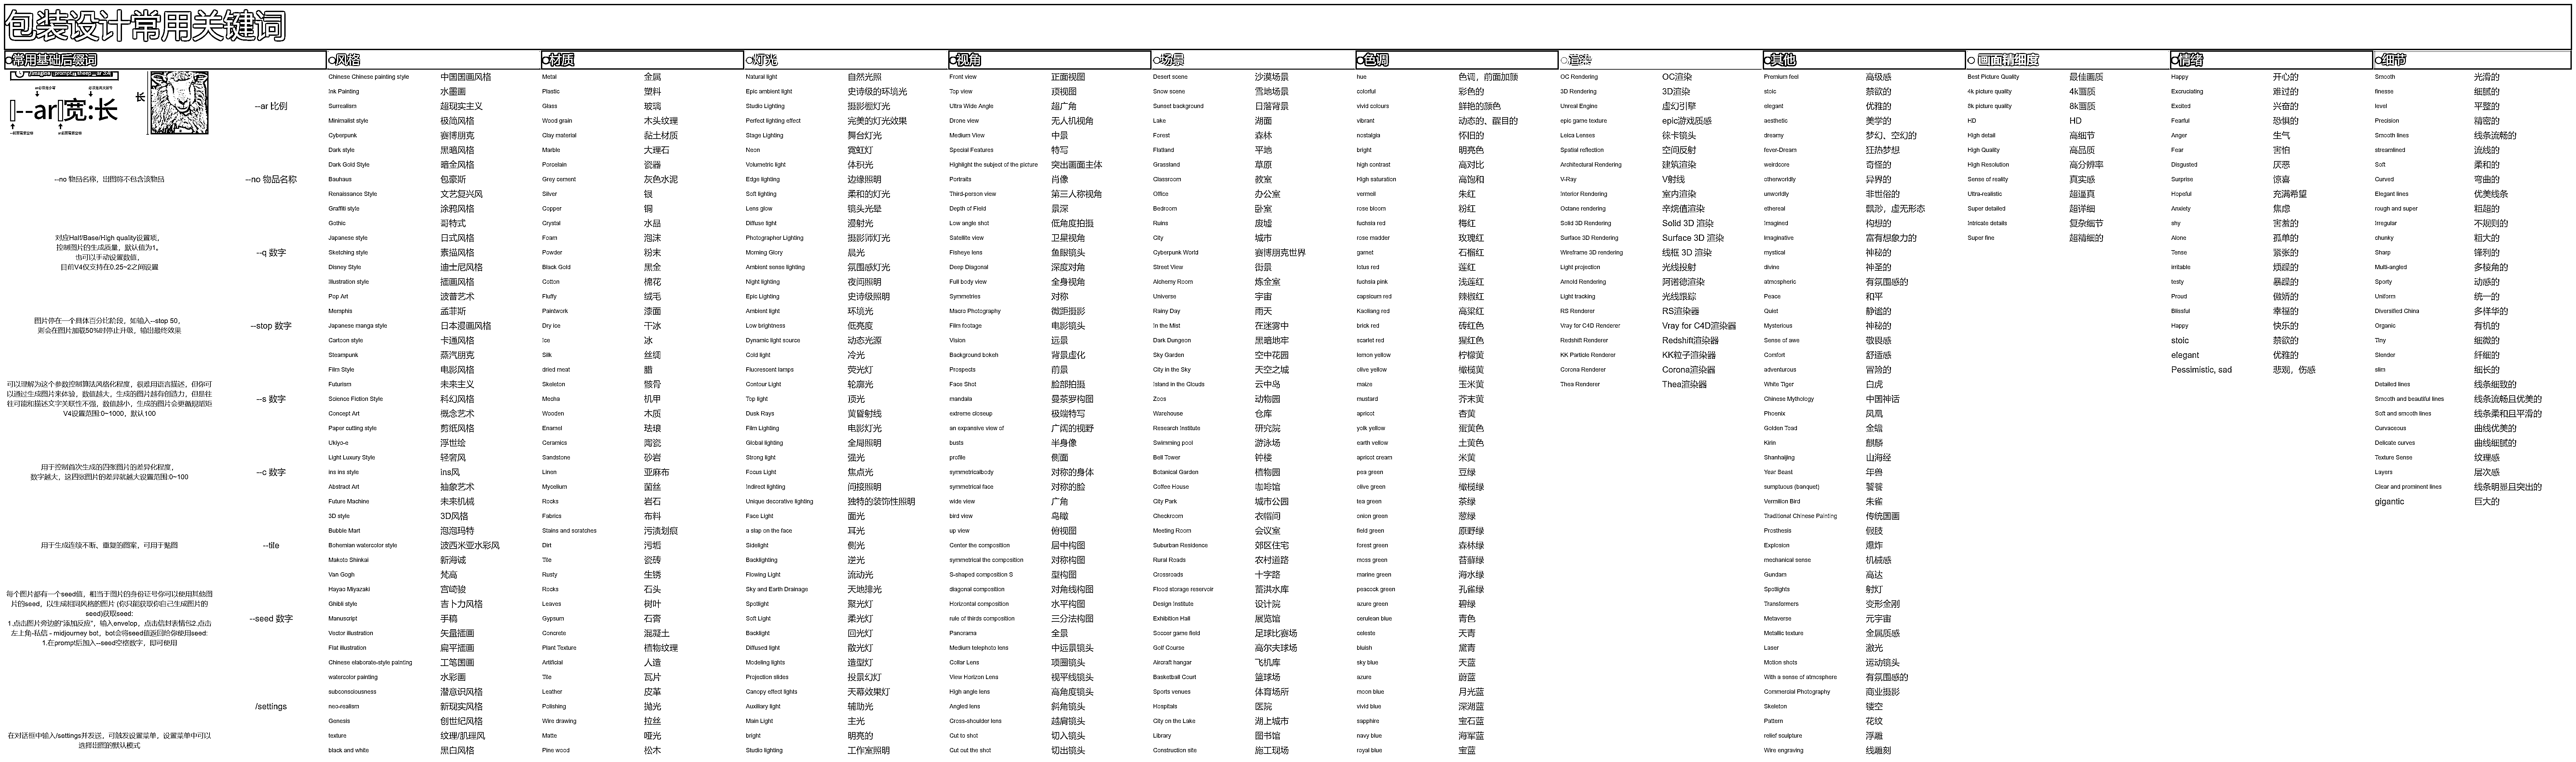 包装设计常用关键词
常用基础后缀词
--ar宽:长
长
--ar 比例
--no 物品名称，出图将不包含该物品
--no 物品名称
对应Half/Base/High quality设置项，
控制图片的生成质量，默认值为1。
也可以手动设置数值，
目前V4仅支持在0.25~2之间设置
--q 数字
图片停在一个具体百分比阶段，如输入--stop 50,
则会在图片加载50%时停止升级，输出最终效果
--stop 数字
可以理解为这个参数控制算法风格化程度，很难用语言描述，但你可
以通过生成图片来体验，数值越大，生成的图片越有创造力，但是往
往可能和描述文字关联性不强，数值越小，生成的图片会更循规蹈矩
V4设置范围:0~1000，默认100
--s 数字
用于控制首次生成的四张图片的差异化程度，
数字越大，这四张图片的差异就越大设置范围:0~100
--c 数字
用于生成连续不断、重复的图案，可用于贴图
--tile
每个图片都有一个seed值，相当于图片的身份证号你可以使用其他图
片的seed，以生成相同风格的图片 (你只能获取你自己生成图片的
seed)获取seed:
1.点击图片旁边的"添加反应"，输入envelop，点击信封表情包2.点击
左上角-私信 - midjourney bot，bot会将seed值返回给你使用seed:
1.在prompt后加入--seed空格数字，即可使用
--seed 数字
/settings
在对话框中输入/settings并发送，可触发设置菜单，设置菜单中可以
选择出图的默认模式
风格
Chinese Chinese painting style 中国国画风格
Ink Painting 水墨画
Surrealism 超现实主义
Minimalist style 极简风格
Cyberpunk 赛博朋克
Dark style 黑暗风格
Dark Gold Style 暗金风格
Bauhaus 包豪斯
Renaissance Style 文艺复兴风
Graffiti style 涂鸦风格
Gothic 哥特式
Japanese style 日式风格
Sketching style 素描风格
Disney Style 迪士尼风格
Illustration style 插画风格
Pop Art 波普艺术
Memphis 孟菲斯
Japanese manga style 日本漫画风格
Cartoon style 卡通风格
Steampunk 蒸汽朋克
Film Style 电影风格
Futurism 未来主义
Science Fiction Style 科幻风格
Concept Art 概念艺术
Paper cutting style 剪纸风格
Ukiyo-e 浮世绘
Light Luxury Style 轻奢风
ins ins style ins风
Abstract Art 抽象艺术
Future Machine 未来机械
3D style 3D风格
Bubble Mart 泡泡玛特
Bohemian watercolor style 波西米亚水彩风
Makoto Shinkai 新海诚
Van Gogh 梵高
Hayao Miyazaki 宫崎骏
Ghibli style 吉卜力风格
Manuscript 手稿
Vector illustration 矢量插画
Flat illustration 扁平插画
Chinese elaborate-style painting 工笔国画
watercolor painting 水彩画
subconsciousness 潜意识风格
neo-realism 新现实风格
Genesis 创世纪风格
texture 纹理/肌理风
black and white 黑白风格
材质
Metal 金属
Plastic 塑料
Glass 玻璃
Wood grain 木头纹理
Clay material 黏土材质
Marble 大理石
Porcelain 瓷器
Grey cement 灰色水泥
Silver 银
Copper 铜
Crystal 水晶
Foam 泡沫
Powder 粉末
Black Gold 黑金
Cotton 棉花
Fluffy 绒毛
Paintwork 漆面
Dry ice 干冰
Ice 冰
Silk 丝绸
dried meat 腊
Skeleton 骸骨
Mecha 机甲
Wooden 木质
Enamel 珐琅
Ceramics 陶瓷
Sandstone 砂岩
Linen 亚麻布
Mycelium 菌丝
Rocks 岩石
Fabrics 布料
Stains and scratches 污渍划痕
Dirt 污垢
Tile 瓷砖
Rusty 生锈
Rocks 石头
Leaves 树叶
Gypsum 石膏
Concrete 混凝土
Plant Texture 植物纹理
Artificial 人造
Tile 瓦片
Leather 皮革
Polishing 抛光
Wire drawing 拉丝
Matte 哑光
Pine wood 松木
灯光
Natural light 自然光照
Epic ambient light 史诗级的环境光
Studio Lighting 摄影棚灯光
Perfect lighting effect 完美的灯光效果
Stage Lighting 舞台灯光
Neon 霓虹灯
Volumetric light 体积光
Edge lighting 边缘照明
Soft lighting 柔和的灯光
Lens glow 镜头光晕
Diffuse light 漫射光
Photographer Lighting 摄影师灯光
Morning Glory 晨光
Ambient sense lighting 氛围感灯光
Night lighting 夜间照明
Epic Lighting 史诗级照明
Ambient light 环境光
Low brightness 低亮度
Dynamic light source 动态光源
Cold light 冷光
Fluorescent lamps 荧光灯
Contour Light 轮廓光
Top light 顶光
Dusk Rays 黄昏射线
Film Lighting 电影灯光
Global lighting 全局照明
Strong light 强光
Focus Light 焦点光
Indirect lighting 间接照明
Unique decorative lighting 独特的装饰性照明
Face Light 面光
a slap on the face 耳光
Sidelight 侧光
Backlighting 逆光
Flowing Light 流动光
Sky and Earth Drainage 天地排光
Spotlight 聚光灯
Soft Light 柔光灯
Backlight 回光灯
Diffused light 散光灯
Modeling lights 造型灯
Projection slides 投景幻灯
Canopy effect lights 天幕效果灯
Auxiliary light 辅助光
Main Light 主光
bright 明亮的
Studio lighting 工作室照明
视角
Front view 正面视图
Top view 顶视图
Ultra Wide Angle 超广角
Drone view 无人机视角
Medium View 中景
Special Features 特写
Highlight the subject of the picture 突出画面主体
Portraits 肖像
Third-person view 第三人称视角
Depth of Field 景深
Low angle shot 低角度拍摄
Satellite view 卫星视角
Fisheye lens 鱼眼镜头
Deep Diagonal 深度对角
Full body view 全身视角
Symmetries 对称
Macro Photography 微距摄影
Film footage 电影镜头
Vision 远景
Background bokeh 背景虚化
Prospects 前景
Face Shot 脸部拍摄
mandala 曼荼罗构图
extreme closeup 极端特写
an expansive view of 广阔的视野
busts 半身像
profile 侧面
symmetricalbody 对称的身体
symmetrical face 对称的脸
wide view 广角
bird view 鸟瞰
up view 俯视图
Center the composition 居中构图
symmetrical the composition 对称构图
S-shaped composition S 型构图
diagonal composition 对角线构图
Horizontal composition 水平构图
rule of thirds composition 三分法构图
Panorama 全景
Medium telephoto lens 中远景镜头
Collar Lens 项圈镜头
View Horizon Lens 视平线镜头
High angle lens 高角度镜头
Angled lens 斜角镜头
Cross-shoulder lens 越肩镜头
Cut to shot 切入镜头
Cut out the shot 切出镜头
场景
Desert scene 沙漠场景
Snow scene 雪地场景
Sunset background 日落背景
Lake 湖面
Forest 森林
Flatland 平地
Grassland 草原
Classroom 教室
Office 办公室
Bedroom 卧室
Ruins 废墟
City 城市
Cyberpunk World 赛博朋克世界
Street View 街景
Alchemy Room 炼金室
Universe 宇宙
Rainy Day 雨天
In the Mist 在迷雾中
Dark Dungeon 黑暗地牢
Sky Garden 空中花园
City in the Sky 天空之城
Island in the Clouds 云中岛
Zoos 动物园
Warehouse 仓库
Research Institute 研究院
Swimming pool 游泳场
Bell Tower 钟楼
Botanical Garden 植物园
Coffee House 咖啡馆
City Park 城市公园
Checkroom 衣帽间
Meeting Room 会议室
Suburban Residence 郊区住宅
Rural Roads 农村道路
Crossroads 十字路
Flood storage reservoir 蓄洪水库
Design Institute 设计院
Exhibition Hall 展览馆
Soccer game field 足球比赛场
Golf Course 高尔夫球场
Aircraft hangar 飞机库
Basketball Court 篮球场
Sports venues 体育场所
Hospitals 医院
City on the Lake 湖上城市
Library 图书馆
Construction site 施工现场
色调
hue 色调，前面加颜
colorful 彩色的
vivid colours 鲜艳的颜色
vibrant 动态的、醒目的
nostalgia 怀旧的
bright 明亮色
high contrast 高对比
High saturation 高饱和
vermeil 朱红
rose bloom 粉红
fuchsia red 梅红
rose madder 玫瑰红
garnet 石榴红
lotus red 莲红
fuchsia pink 浅莲红
capsicum red 辣椒红
Kaoliang red 高粱红
brick red 砖红色
scarlet red 猩红色
lemon yellow 柠檬黄
olive yellow 橄榄黄
maize 玉米黄
mustard 芥末黄
apricot 杏黄
yolk yellow 蛋黄色
earth yellow 土黄色
apricot cream 米黄
pea green 豆绿
olive green 橄榄绿
tea green 茶绿
onion green 葱绿
field green 原野绿
forest green 森林绿
moss green 苔藓绿
marine green 海水绿
peacock green 孔雀绿
azure green 碧绿
cerulean blue 青色
celeste 天青
bluish 黛青
sky blue 天蓝
azure 蔚蓝
moon blue 月光蓝
vivid blue 深湖蓝
sapphire 宝石蓝
navy blue 海军蓝
royal blue 宝蓝
渲染
OC Rendering OC渲染
3D Rendering 3D渲染
Unreal Engine 虚幻引擎
epic game texture epic游戏质感
Leica Lenses 徕卡镜头
Spatial reflection 空间反射
Architectural Rendering 建筑渲染
V-Ray V射线
Interior Rendering 室内渲染
Octane rendering 辛烷值渲染
Solid 3D Rendering Solid 3D 渲染
Surface 3D Rendering Surface 3D 渲染
Wireframe 3D rendering 线框 3D 渲染
Light projection 光线投射
Arnold Rendering 阿诺德渲染
Light tracking 光线跟踪
RS Renderer RS渲染器
Vray for C4D Renderer Vray for C4D渲染器
Redshift Renderer Redshift渲染器
KK Particle Renderer KK粒子渲染器
Corona Renderer Corona渲染器
Thea Renderer Thea渲染器
其他
Premium feel 高级感
stoic 禁欲的
elegant 优雅的
aesthetic 美学的
dreamy 梦幻、空幻的
fever-Dream 狂热梦想
weirdcore 奇怪的
otherworldly 异界的
unworldly 非世俗的
ethereal 飘渺，虚无形态
Imagined 构想的
Imaginative 富有想象力的
mystical 神秘的
divine 神圣的
atmospheric 有氛围感的
Peace 和平
Quiet 静谧的
Mysterious 神秘的
Sense of awe 敬畏感
Comfort 舒适感
adventurous 冒险的
White Tiger 白虎
Chinese Mythology 中国神话
Phoenix 凤凰
Golden Toad 金蟾
Kirin 麒麟
Shanhaijing 山海经
Year Beast 年兽
sumptuous (banquet) 饕餮
Vermilion Bird 朱雀
Traditional Chinese Painting 传统国画
Prosthesis 假肢
Explosion 爆炸
mechanical sense 机械感
Gundam 高达
Spotlights 射灯
Transformers 变形金刚
Metaverse 元宇宙
Metallic texture 金属质感
Laser 激光
Motion shots 运动镜头
With a sense of atmosphere 有氛围感的
Commercial Photography 商业摄影
Skeleton 镂空
Pattern 花纹
relief sculpture 浮雕
Wire engraving 线雕刻
画面精细度
Best Picture Quality 最佳画质
4k picture quality 4k画质
8k picture quality 8k画质
HD HD
High detail 高细节
High Quality 高品质
High Resolution 高分辨率
Sense of reality 真实感
Ultra-realistic 超逼真
Super detailed 超详细
Intricate details 复杂细节
Super fine 超精细的
情绪
Happy 开心的
Excruciating 难过的
Excited 兴奋的
Fearful 恐惧的
Anger 生气
Fear 害怕
Disgusted 厌恶
Surprise 惊喜
Hopeful 充满希望
Anxiety 焦虑
shy 害羞的
Alone 孤单的
Tense 紧张的
irritable 烦躁的
testy 暴躁的
Proud 傲娇的
Blissful 幸福的
Happy 快乐的
stoic 禁欲的
elegant 优雅的
Pessimistic, sad 悲观，伤感
细节
Smooth 光滑的
finesse 细腻的
level 平整的
Precision 精密的
Smooth lines 线条流畅的
streamlined 流线的
Soft 柔和的
Curved 弯曲的
Elegant lines 优美线条
rough and super 粗超的
Irregular 不规则的
chunky 粗大的
Sharp 锋利的
Multi-angled 多棱角的
Sporty 动感的
Uniform 统一的
Diversified China 多样华的
Organic 有机的
Tiny 细微的
Slender 纤细的
slim 细长的
Detailed lines 线条细致的
Smooth and beautiful lines 线条流畅且优美的
Soft and smooth lines 线条柔和且平滑的
Curvaceous 曲线优美的
Delicate curves 曲线细腻的
Texture Sense 纹理感
Layers 层次感
Clear and prominent lines 线条明显且突出的
gigantic 巨大的